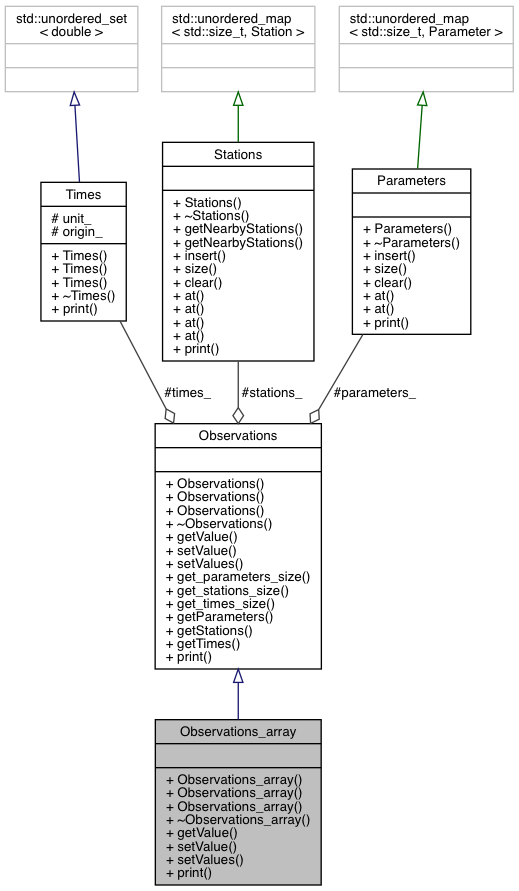 std::unordered_set
< double >
std::unordered_map
< std::size_t, Station >
std::unordered_map
< std::size_t, Parameter >
Times
# unit_
# origin_
+ Times()
+ Times()
+ Times()
+ ~Times()
+ print()
Stations
+ Stations()
+ ~Stations()
+ getNearbyStations()
+ getNearbyStations()
+ insert()
+ size()
+ clear()
+ at()
+ at()
+ at()
+ at()
+ print()
Parameters
+ Parameters()
+ ~Parameters()
+ insert()
+ size()
+ clear()
+ at()
+ at()
+ print()
#times_
#stations_
#parameters_
Observations
+ Observations()
+ Observations()
+ Observations()
+ ~Observations()
+ getValue()
+ setValue()
+ setValues()
+ get_parameters_size()
+ get_stations_size()
+ get_times_size()
+ getParameters()
+ getStations()
+ getTimes()
+ print()
Observations_array
+ Observations_array()
+ Observations_array()
+ Observations_array()
+ ~Observations_array()
+ getValue()
+ setValue()
+ setValues()
+ print()